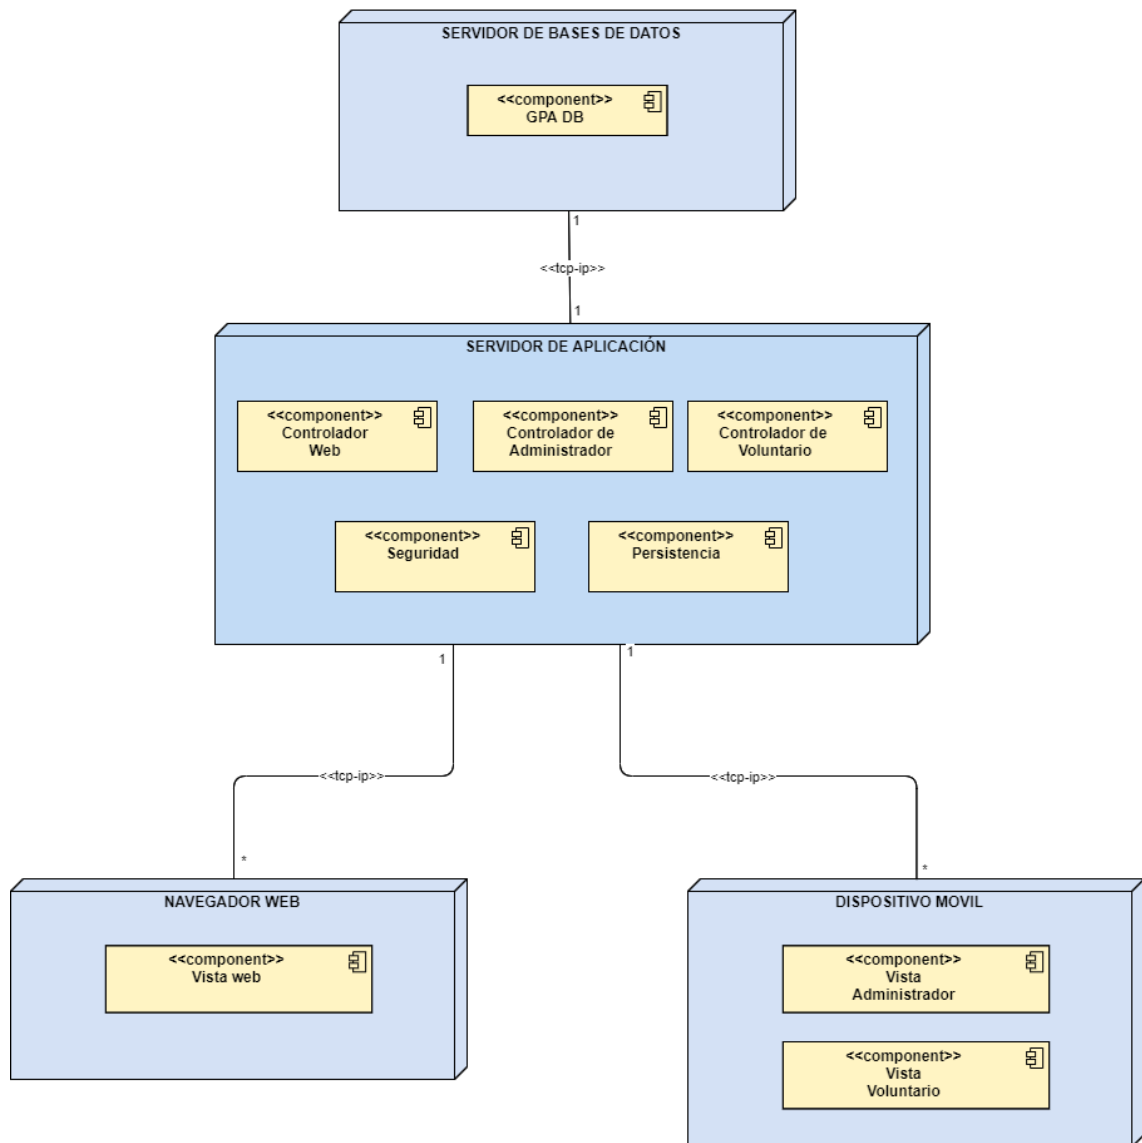 SERVIDOR DE BASES DE DATOS
<<component>>
GPA DB
1
<<tcp-ip>>
1
SERVIDOR DE APLICACIÓN
<<component>>
Controlador
Web
<<component>>
Controlador de
Administrador
<<component>>
Controlador de
Voluntario
<<component>>
Seguridad
<<component>>
Persistencia
1
1
<<tcp-ip>>
<<tcp-ip>>
*
*
NAVEGADOR WEB
<<component>>
Vista web
DISPOSITIVO MOVIL
<<component>>
Vista
Administrador
<<component>>
Vista
Voluntario